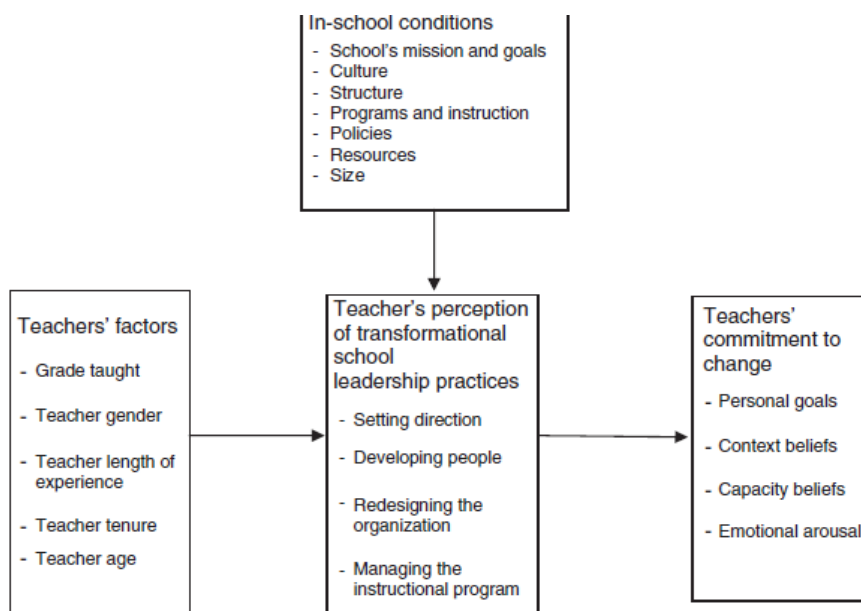 In-school conditions
- School's mission and goals
- Culture
- Structure
- Programs and instruction
- Policies
- Resources
- Size
Teachers' factors
- Grade taught
- Teacher gender
- Teacher length of
experience
- Teacher tenure
- Teacher age
Teacher's perception
of transformational
school
leadership practices
- Setting direction
- Developing people
- Redesigning the
organization
- Managing the
instructional program
Teachers'
commitment to
change
- Personal goals
- Context beliefs
- Capacity beliefs
- Emotional arousal